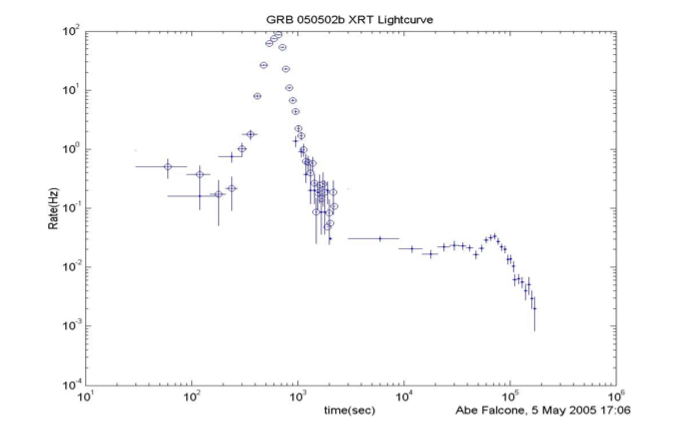 GRB 050502b XRT Lightcurve
10^2
10^1
10^0
10^-1
10^-2
10^-3
10^-4
Rate(Hz)
10^1 10^2 10^3 10^4 10^5 10^6
time(sec)
Abe Falcone, 5 May 2005 17:06